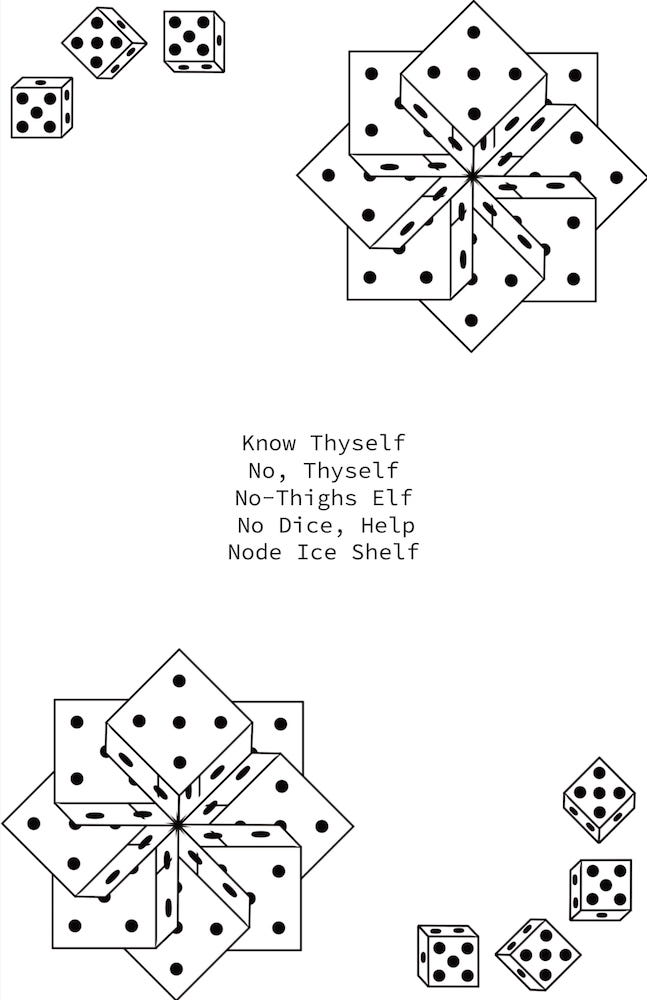 Know Thyself
No, Thyself
No-Thighs Elf
No Dice, Help
Node Ice Shelf